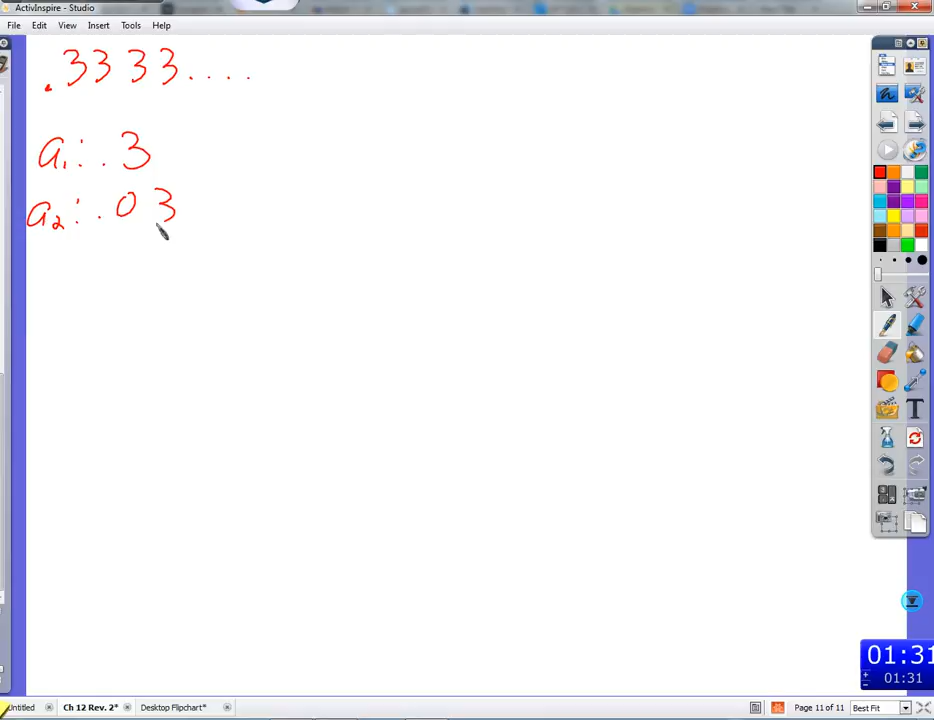 ActivInspire - Studio
File Edit View Insert Tools Help
.3333....
a₁: .3
a₂: .03
01:31
01:31
Untitled Ch 12 Rev. 2* Desktop Flipchart* Page 11 of 11 Best Fit